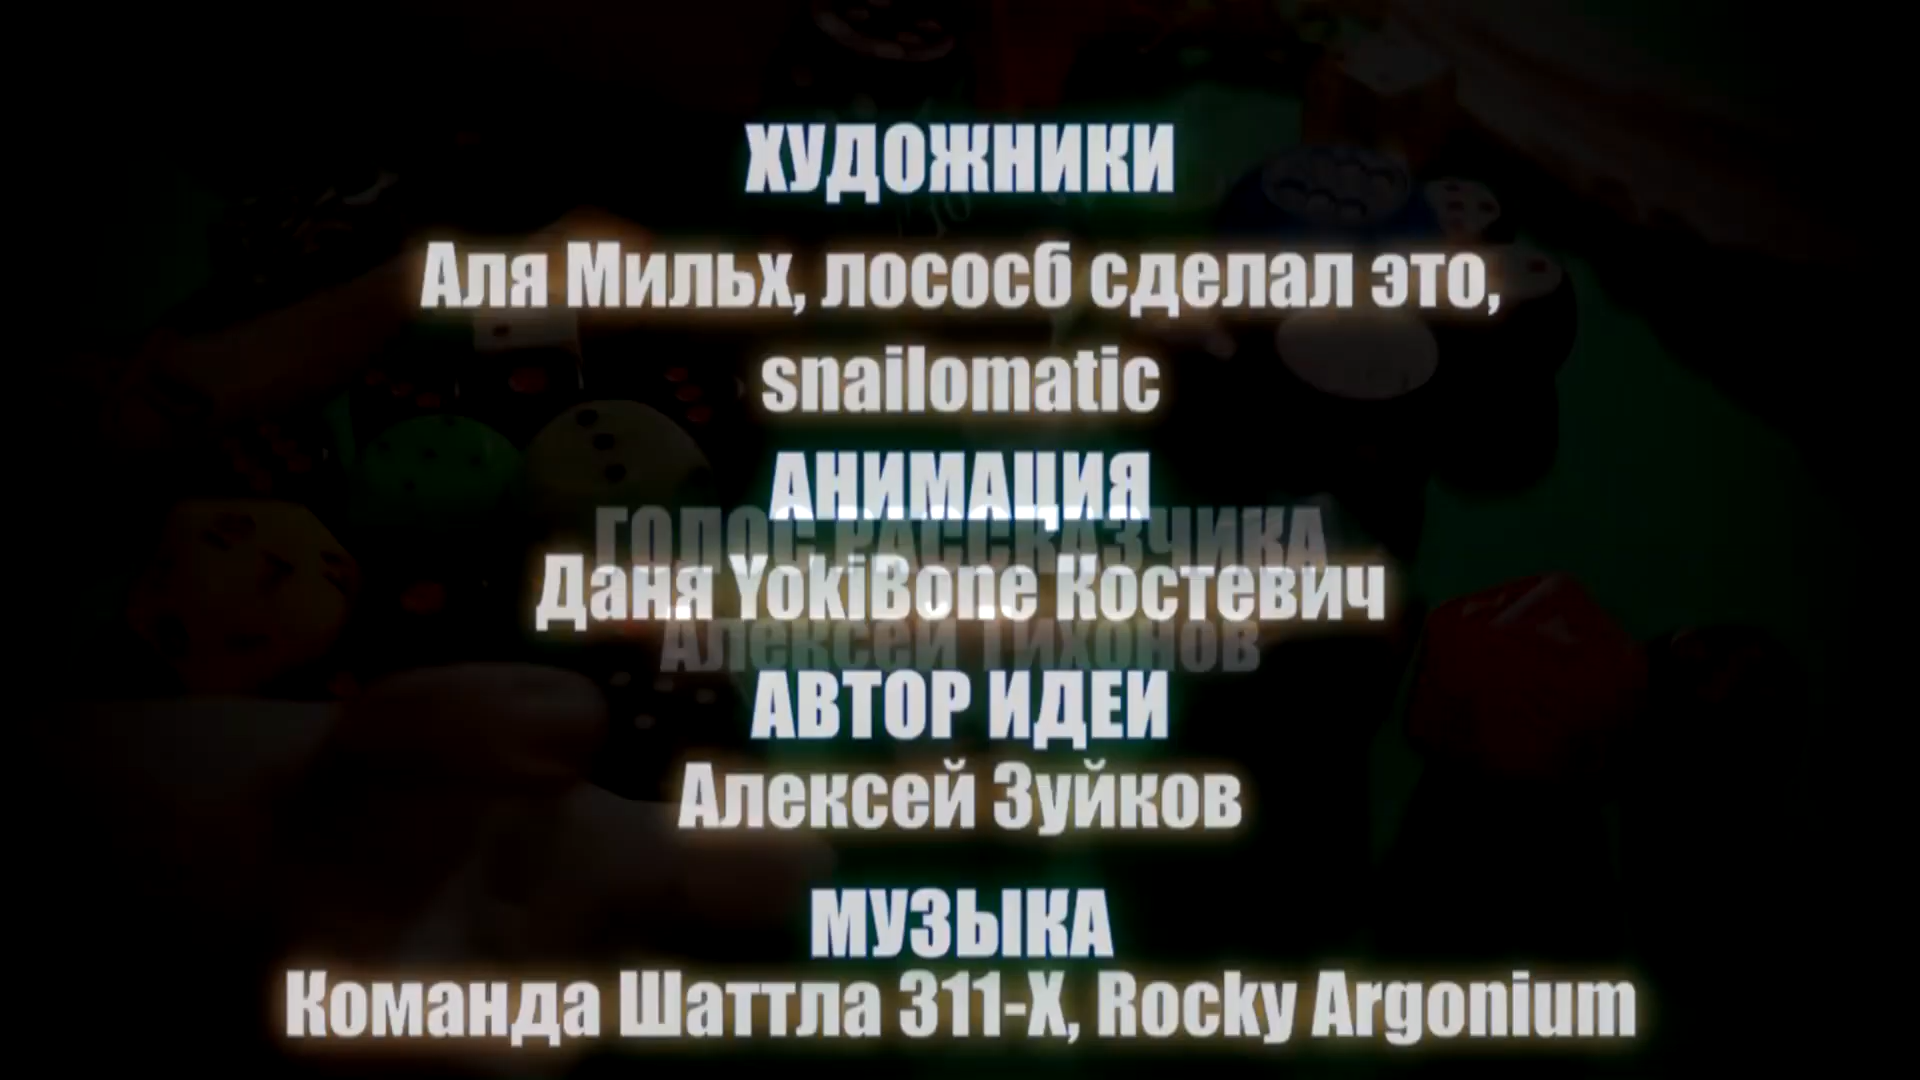 ХУДОЖНИКИ
Аля Мильх, лососб сделал это,
snailomatic
АНИМАЦИЯ
ГОЛОС РАССКАЗЧИКА
Даня YokiBone Костевич
Алексей Тихонов
АВТОР ИДЕИ
Алексей Зуйков
МУЗЫКА
Команда Шаттла 311-Х, Rocky Argonium